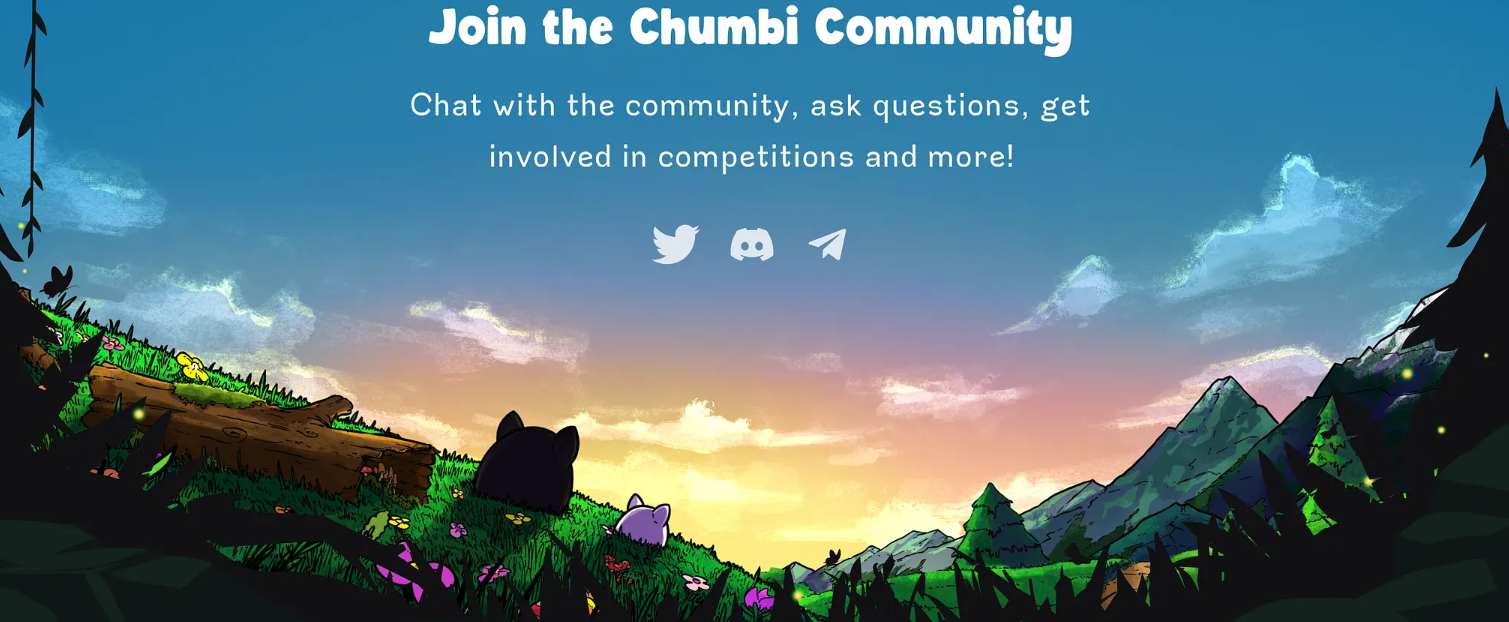 Join the Chumbi Community
Chat with the community, ask questions, get
involved in competitions and more!